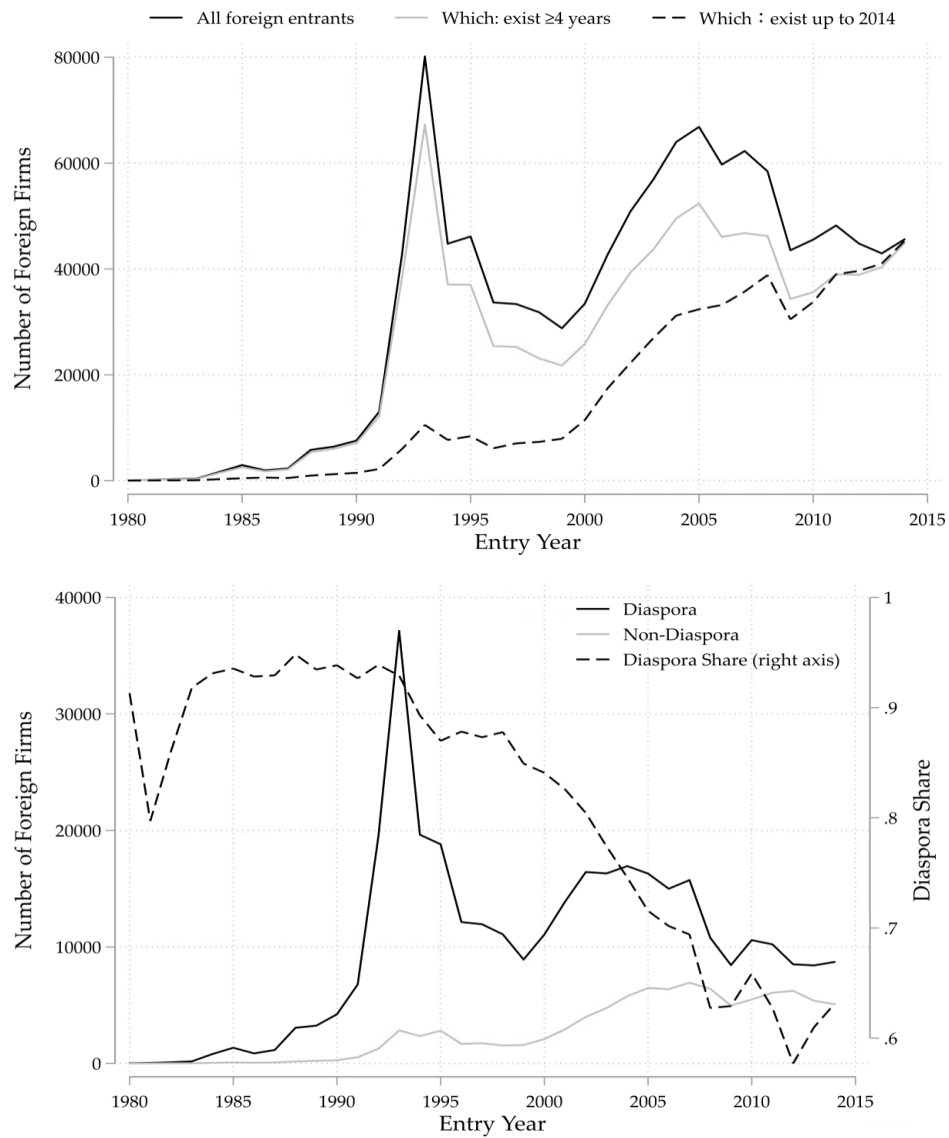 All foreign entrants Which: exist ≥4 years Which：exist up to 2014
80000
60000
40000
20000
0
Number of Foreign Firms
1980 1985 1990 1995 2000 2005 2010 2015
Entry Year
40000
30000
20000
10000
0
Number of Foreign Firms
Diaspora
Non-Diaspora
Diaspora Share (right axis)
1
.9
.8
.7
.6
Diaspora Share
1980 1985 1990 1995 2000 2005 2010 2015
Entry Year